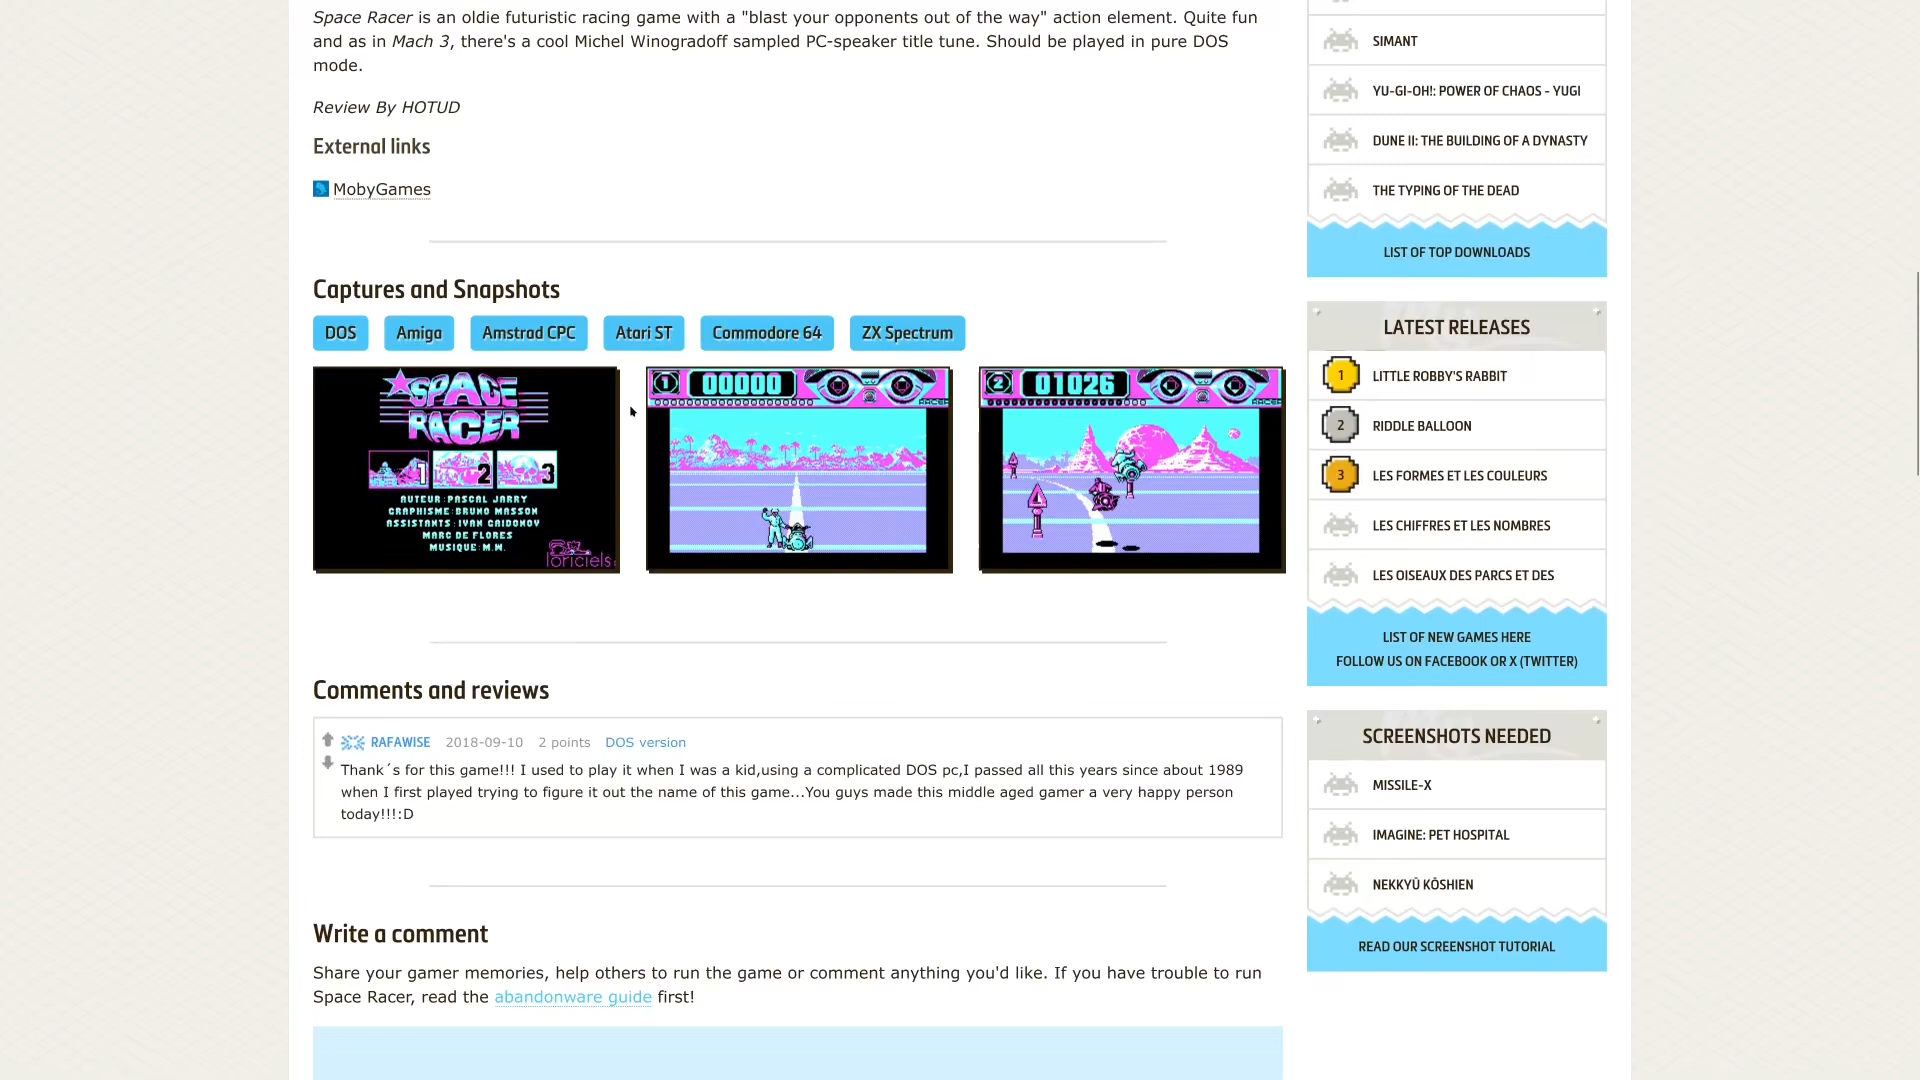 Space Racer is an oldie futuristic racing game with a "blast your opponents out of the way" action element. Quite fun
and as in Mach 3, there's a cool Michel Winogradoff sampled PC-speaker title tune. Should be played in pure DOS
mode.
Review By HOTUD
External links
MobyGames
Captures and Snapshots
DOS
Amiga
Amstrad CPC
Atari ST
Commodore 64
ZX Spectrum
SPACE
RACER
1 2 3
AUTEUR:PASCAL JARRY
GRAPHISME:BRUNO MASSON
ASSISTANTS:IVAN GAIDONOV
MARC DE FLORES
MUSIQUE:M.W.
loriciels
1 00000
RACER
2 01026
RACER
Comments and reviews
RAFAWISE 2018-09-10 2 points DOS version
Thank´s for this game!!! I used to play it when I was a kid,using a complicated DOS pc,I passed all this years since about 1989
when I first played trying to figure it out the name of this game...You guys made this middle aged gamer a very happy person
today!!!:D
Write a comment
Share your gamer memories, help others to run the game or comment anything you'd like. If you have trouble to run
Space Racer, read the abandonware guide first!
SIMANT
YU-GI-OH!: POWER OF CHAOS - YUGI
DUNE II: THE BUILDING OF A DYNASTY
THE TYPING OF THE DEAD
LIST OF TOP DOWNLOADS
LATEST RELEASES
1 LITTLE ROBBY'S RABBIT
2 RIDDLE BALLOON
3 LES FORMES ET LES COULEURS
LES CHIFFRES ET LES NOMBRES
LES OISEAUX DES PARCS ET DES
LIST OF NEW GAMES HERE
FOLLOW US ON FACEBOOK OR X (TWITTER)
SCREENSHOTS NEEDED
MISSILE-X
IMAGINE: PET HOSPITAL
NEKKYŪ KŌSHIEN
READ OUR SCREENSHOT TUTORIAL